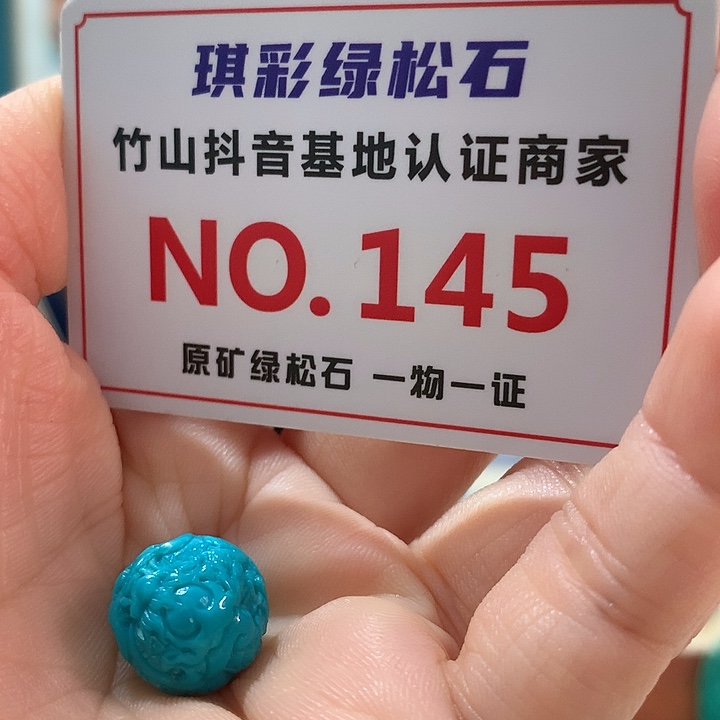 琪彩绿松石
竹山抖音基地认证商家
NO.145
原矿绿松石 一物一证